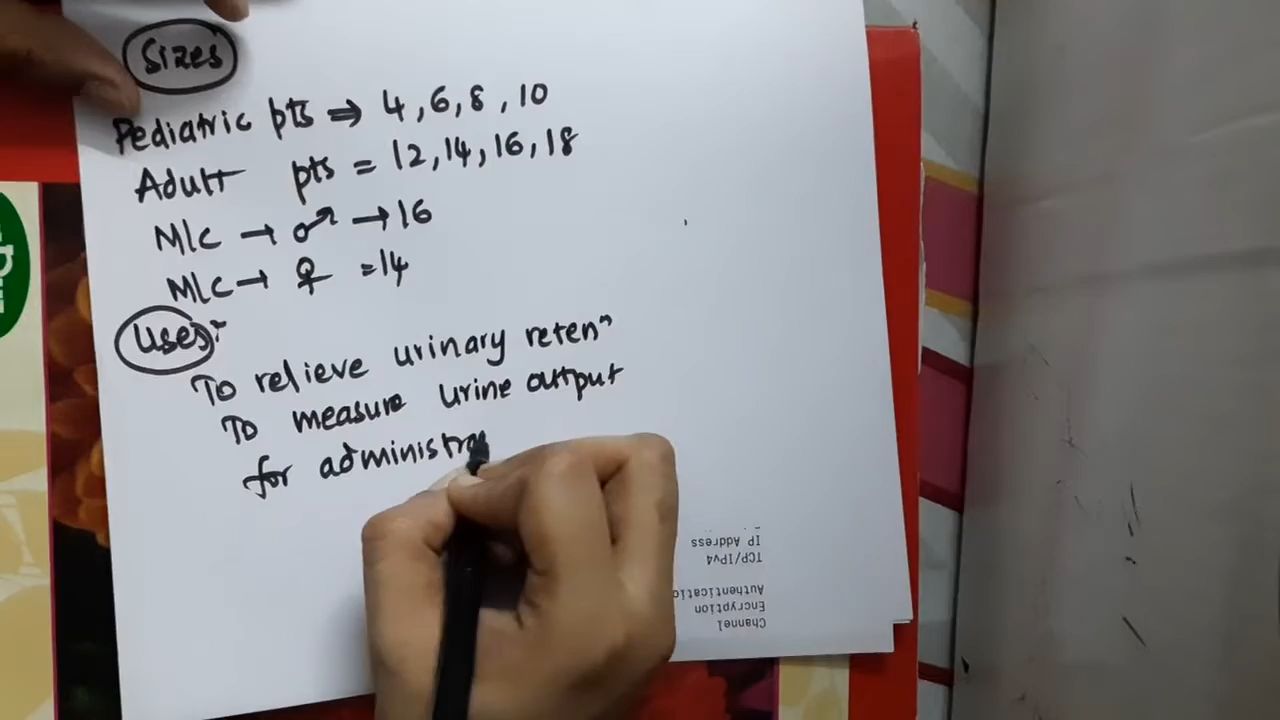 Sizes
Pediatric pts ⇒ 4, 6, 8, 10
Adult pts = 12, 14, 16, 18
M/c → ♂ → 16
M/c → ♀ = 14
Uses:
To relieve urinary retenⁿ
To measure urine output
for administra
IP Address
TCP/IPv4
Authenticatio
Encryption
Channel